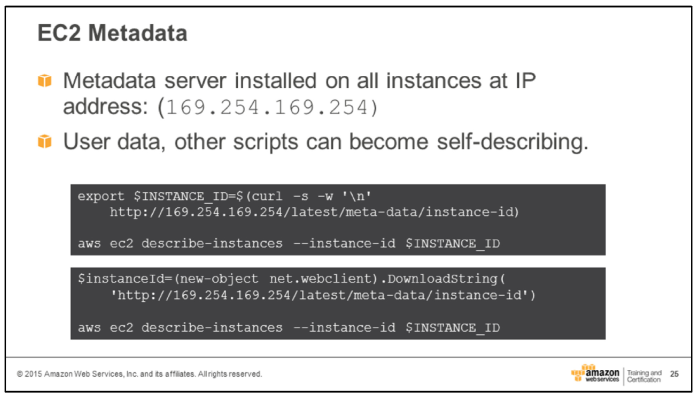 EC2 Metadata
Metadata server installed on all instances at IP
address: (169.254.169.254)
User data, other scripts can become self-describing.
export $INSTANCE_ID=$(curl -s -w '\n'
http://169.254.169.254/latest/meta-data/instance-id)
aws ec2 describe-instances --instance-id $INSTANCE_ID
$instanceId=(new-object net.webclient).DownloadString(
'http://169.254.169.254/latest/meta-data/instance-id')
aws ec2 describe-instances --instance-id $INSTANCE_ID
© 2015 Amazon Web Services, Inc. and its affiliates. All rights reserved.
amazon
webservices
Training and
Certification
25